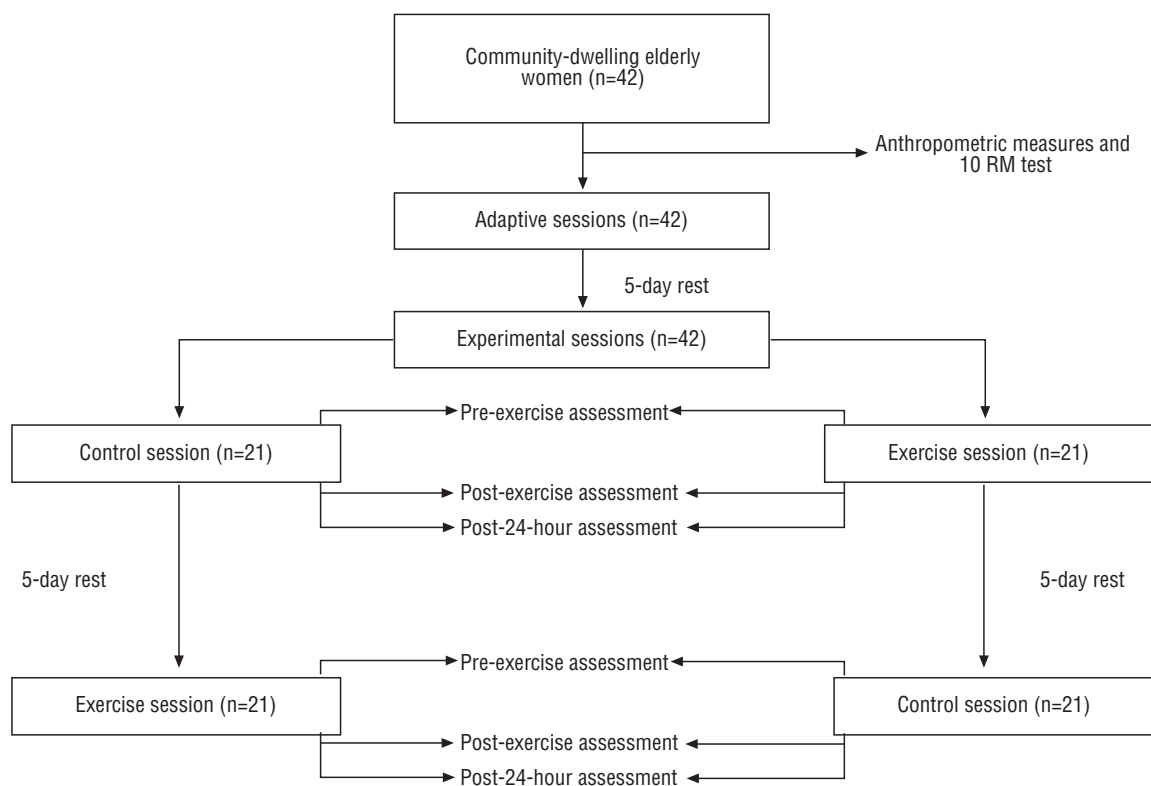 Community-dwelling elderly
women (n=42)
Anthropometric measures and
10 RM test
Adaptive sessions (n=42)
5-day rest
Experimental sessions (n=42)
Pre-exercise assessment
Control session (n=21)
Exercise session (n=21)
Post-exercise assessment
Post-24-hour assessment
5-day rest
5-day rest
Pre-exercise assessment
Exercise session (n=21)
Control session (n=21)
Post-exercise assessment
Post-24-hour assessment